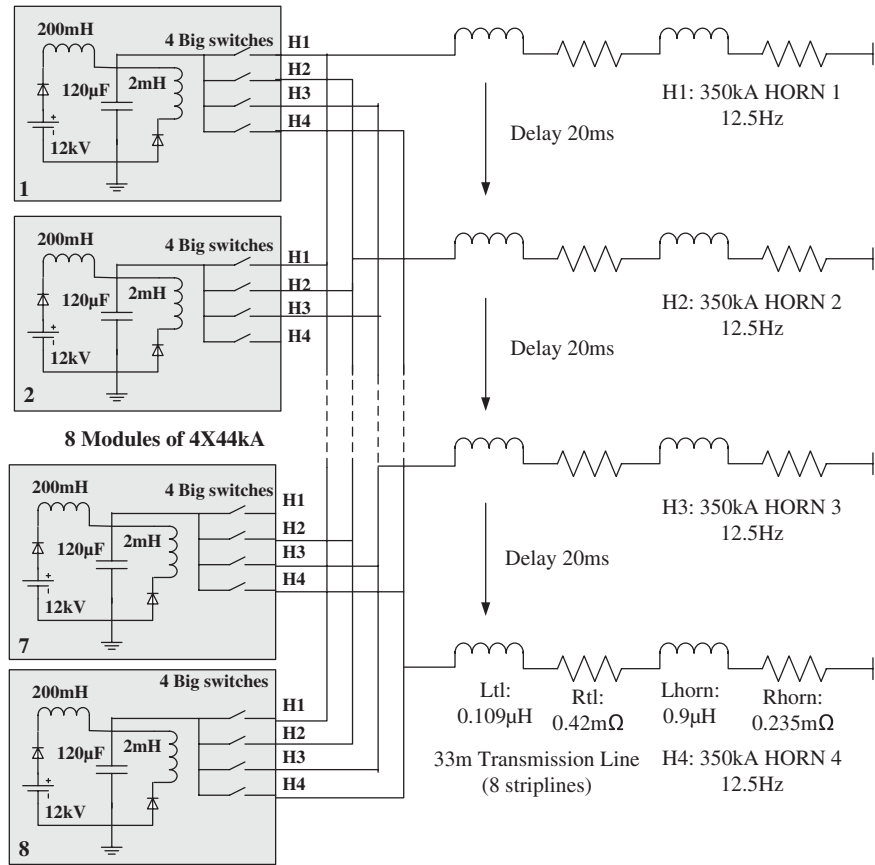 200mH
4 Big switches
H1
H2
H3
H4
120µF
2mH
12kV
1
200mH
4 Big switches
H1
H2
H3
H4
120µF
2mH
12kV
2
8 Modules of 4X44kA
200mH
4 Big switches
H1
H2
H3
H4
120µF
2mH
12kV
7
200mH
4 Big switches
H1
H2
H3
H4
120µF
2mH
12kV
8
H1: 350kA HORN 1
12.5Hz
Delay 20ms
H2: 350kA HORN 2
12.5Hz
Delay 20ms
H3: 350kA HORN 3
12.5Hz
Delay 20ms
Ltl:
0.109µH
Rtl:
0.42mΩ
Lhorn:
0.9µH
Rhorn:
0.235mΩ
33m Transmission Line
(8 striplines)
H4: 350kA HORN 4
12.5Hz